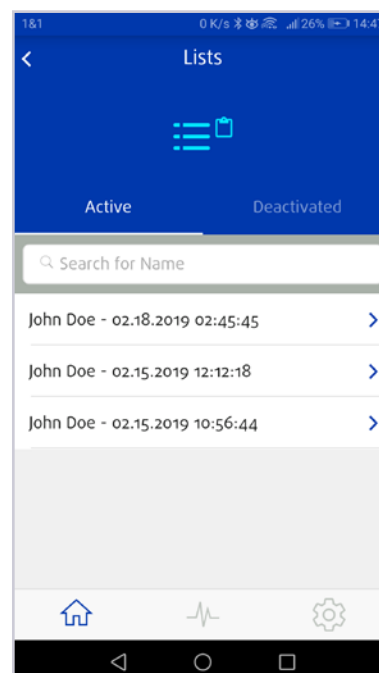 1&1 0 K/s 26% 14:47
Lists
Active Deactivated
Search for Name
John Doe - 02.18.2019 02:45:45
John Doe - 02.15.2019 12:12:18
John Doe - 02.15.2019 10:56:44